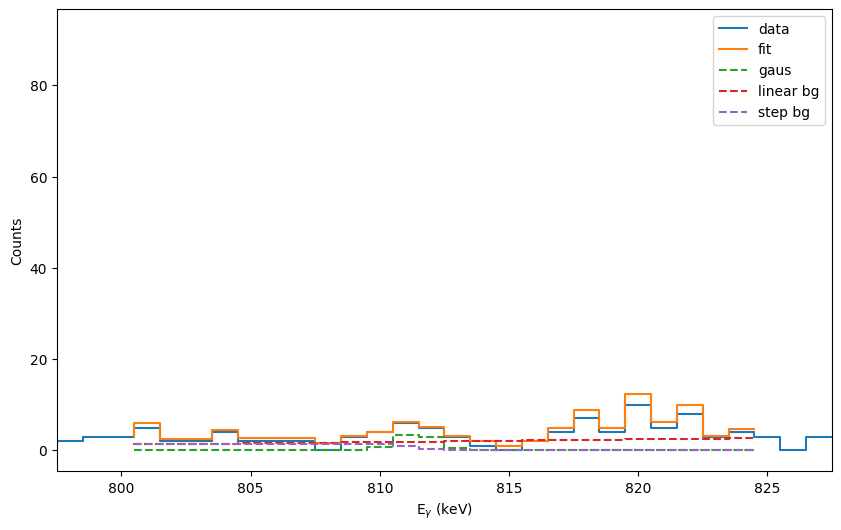 data
fit
gaus
linear bg
step bg
80
60
40
20
0
Counts
800 805 810 815 820 825
Eγ (keV)